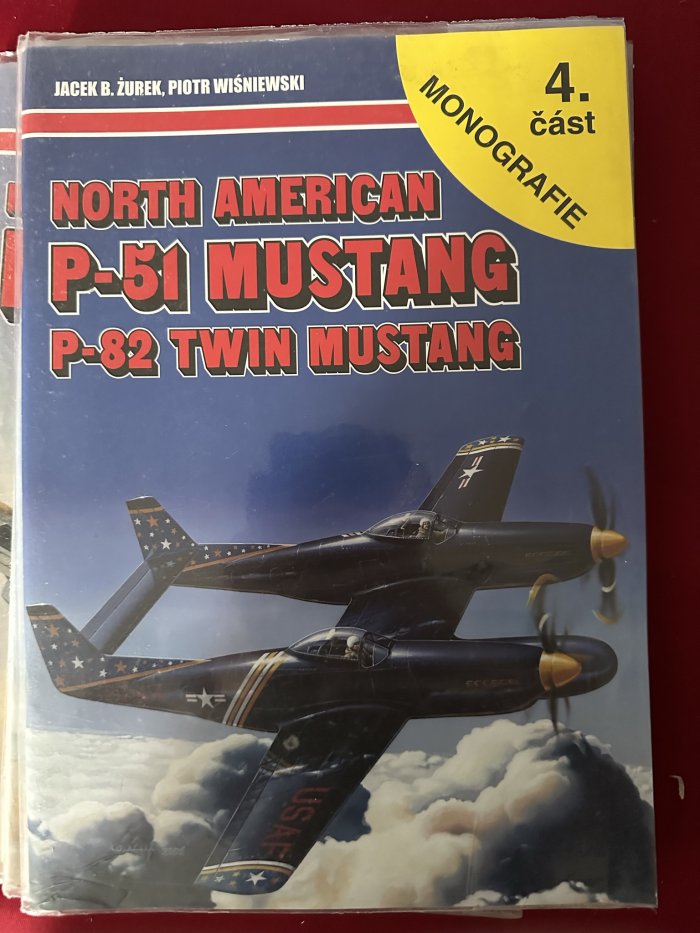 JACEK B. ŻUREK, PIOTR WIŚNIEWSKI
4.
část
MONOGRAFIE
NORTH AMERICAN
P-51 MUSTANG
P-82 TWIN MUSTANG
USAF